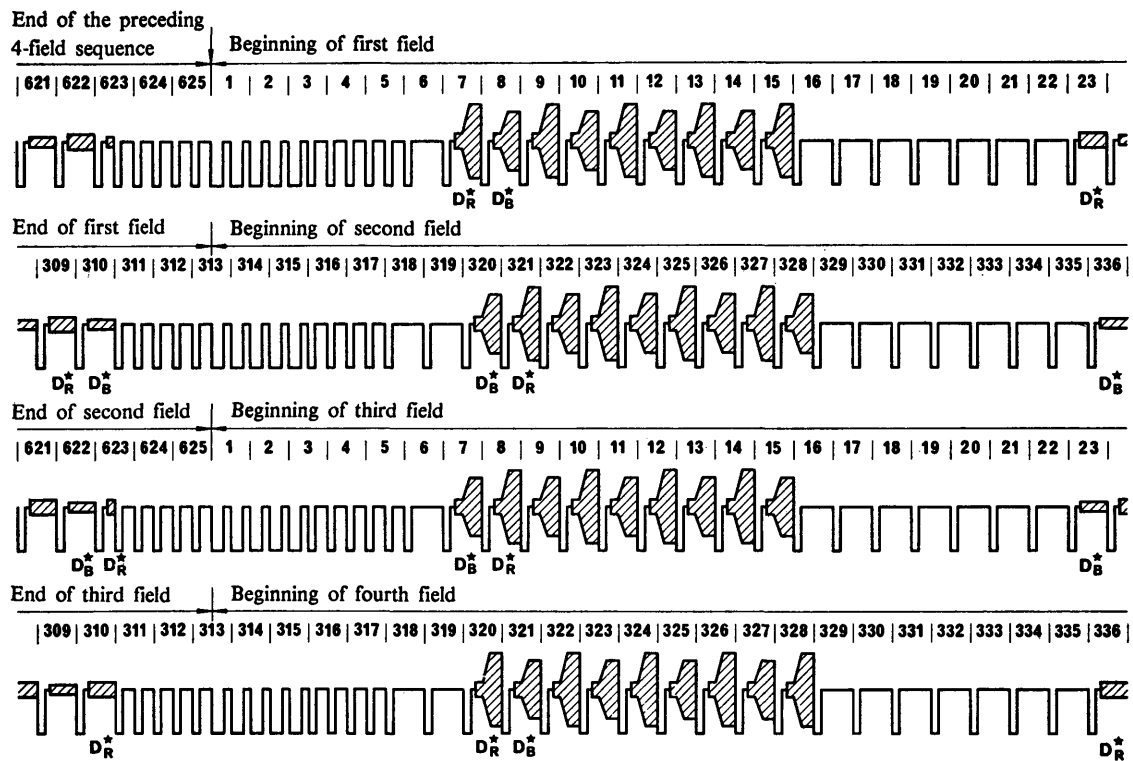 End of the preceding
4-field sequence Beginning of first field
621 622 623 624 625 1 2 3 4 5 6 7 8 9 10 11 12 13 14 15 16 17 18 19 20 21 22 23
D*R D*B D*R
End of first field Beginning of second field
309 310 311 312 313 314 315 316 317 318 319 320 321 322 323 324 325 326 327 328 329 330 331 332 333 334 335 336
D*R D*B D*B D*R D*B
End of second field Beginning of third field
621 622 623 624 625 1 2 3 4 5 6 7 8 9 10 11 12 13 14 15 16 17 18 19 20 21 22 23
D*B D*R D*B D*R D*B
End of third field Beginning of fourth field
309 310 311 312 313 314 315 316 317 318 319 320 321 322 323 324 325 326 327 328 329 330 331 332 333 334 335 336
D*R D*R D*B D*R